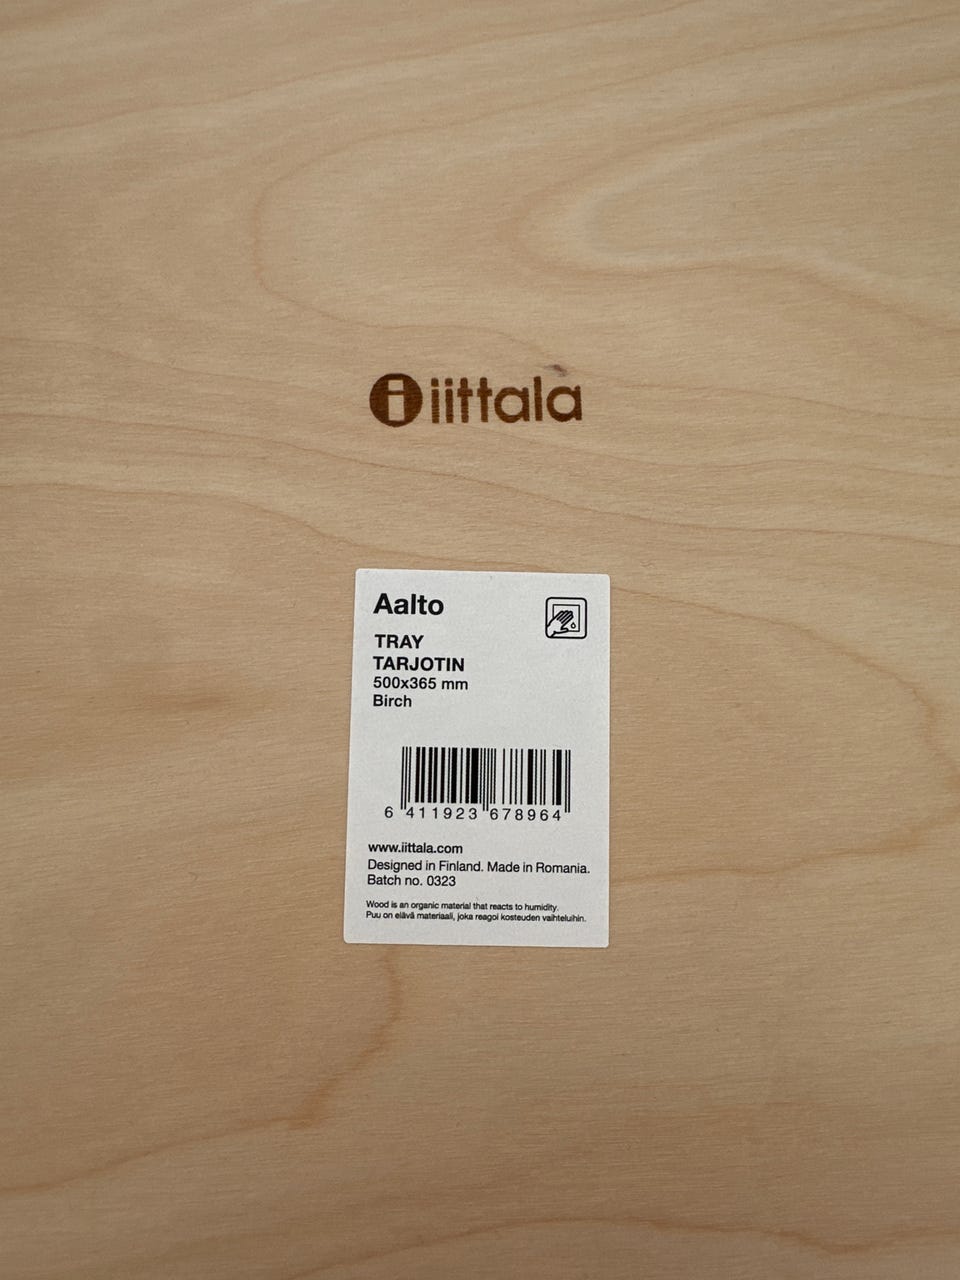 iittala
Aalto
TRAY
TARJOTIN
500x365 mm
Birch
6 411923 678964
www.iittala.com
Designed in Finland. Made in Romania.
Batch no. 0323
Wood is an organic material that reacts to humidity.
Puu on elävä materiaali, joka reagoi kosteuden vaihteluihin.